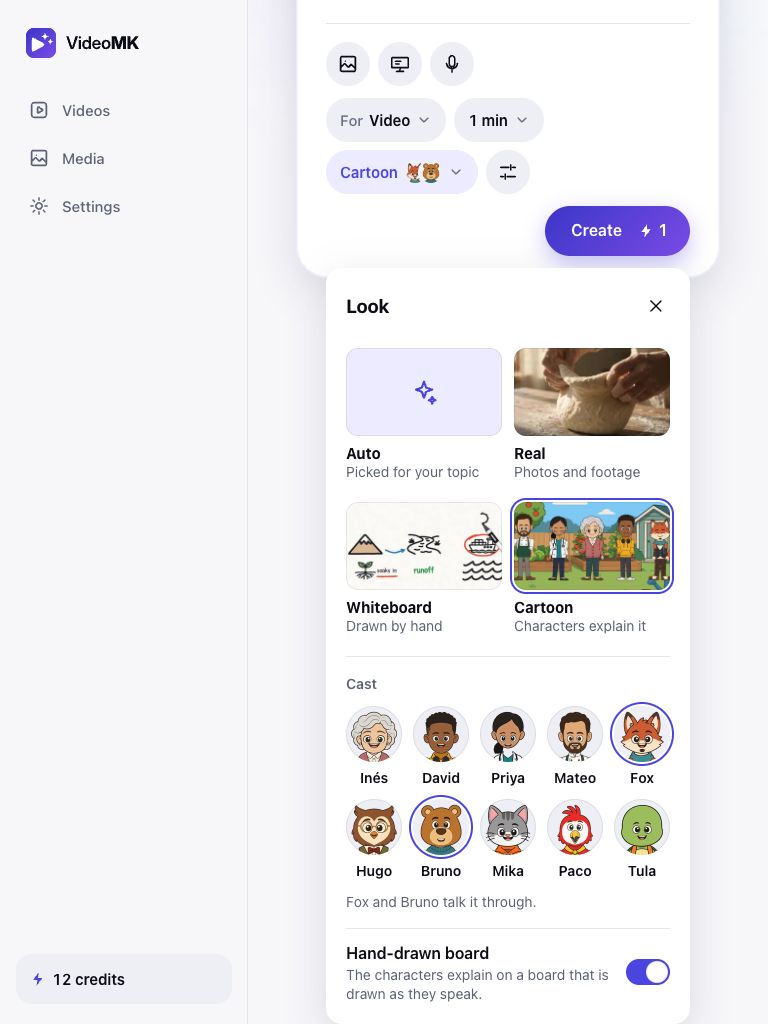 VideoMK
Videos
Media
Settings
12 credits
For Video
1 min
Cartoon
Create 1
Look
Auto
Picked for your topic
Real
Photos and footage
soaks in
runoff
Whiteboard
Drawn by hand
Cartoon
Characters explain it
Cast
Inés
David
Priya
Mateo
Fox
Hugo
Bruno
Mika
Paco
Tula
Fox and Bruno talk it through.
Hand-drawn board
The characters explain on a board that is
drawn as they speak.